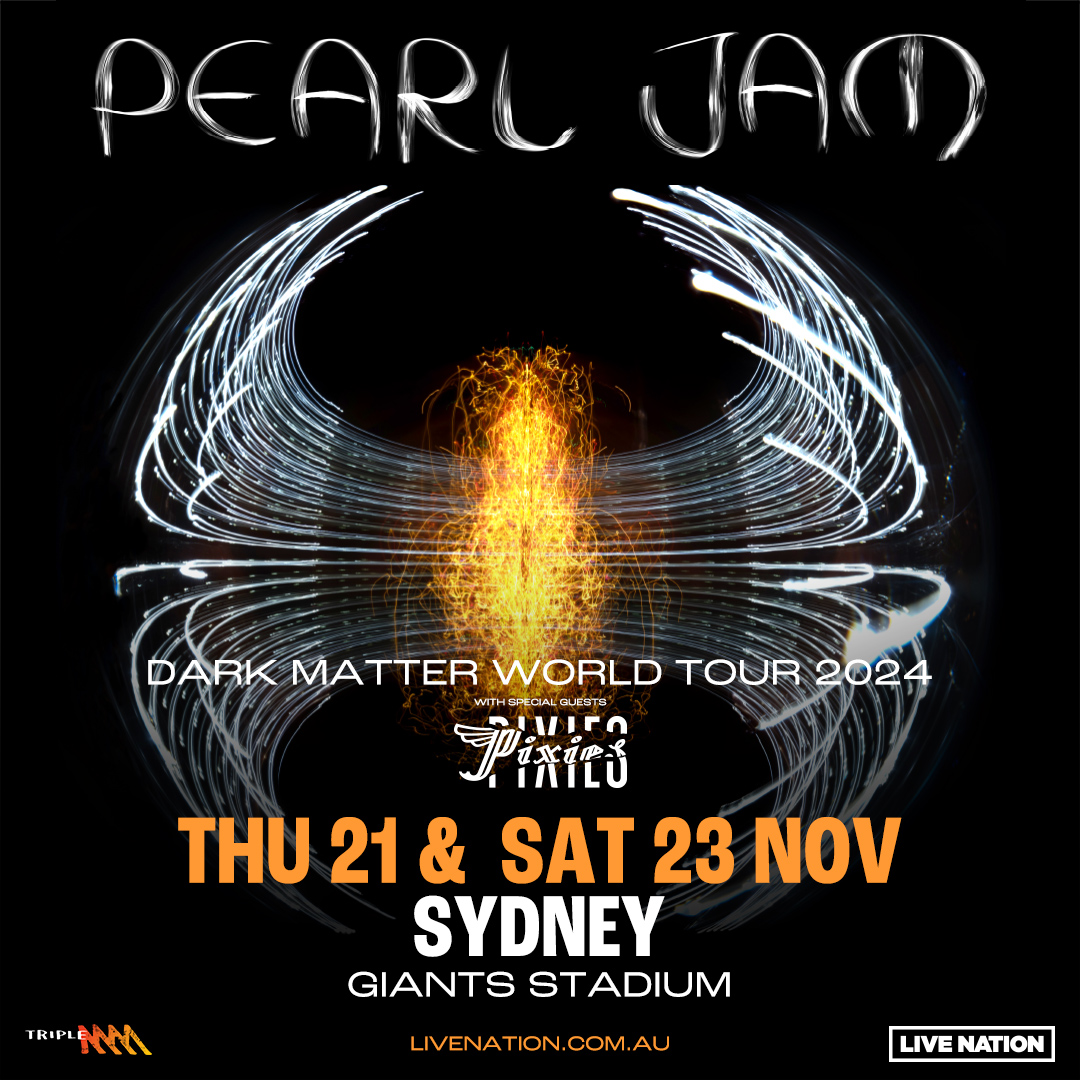 PEARL JAM
DARK MATTER WORLD TOUR 2024
WITH SPECIAL GUESTS
PIXIES
Pixies
THU 21 & SAT 23 NOV
SYDNEY
GIANTS STADIUM
TRIPLE MMM
LIVENATION.COM.AU
LIVE NATION